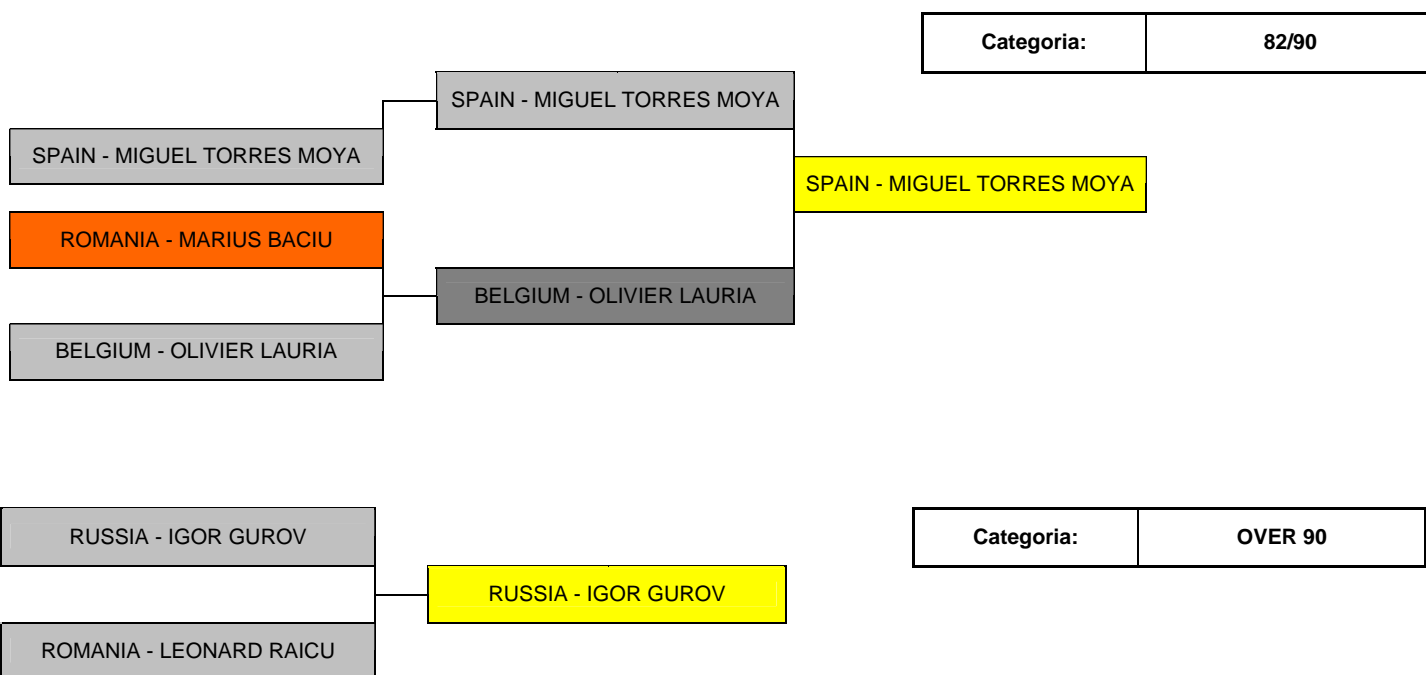 Categoria: 82/90
SPAIN - MIGUEL TORRES MOYA
SPAIN - MIGUEL TORRES MOYA
SPAIN - MIGUEL TORRES MOYA
ROMANIA - MARIUS BACIU
BELGIUM - OLIVIER LAURIA
BELGIUM - OLIVIER LAURIA
RUSSIA - IGOR GUROV
Categoria: OVER 90
RUSSIA - IGOR GUROV
ROMANIA - LEONARD RAICU